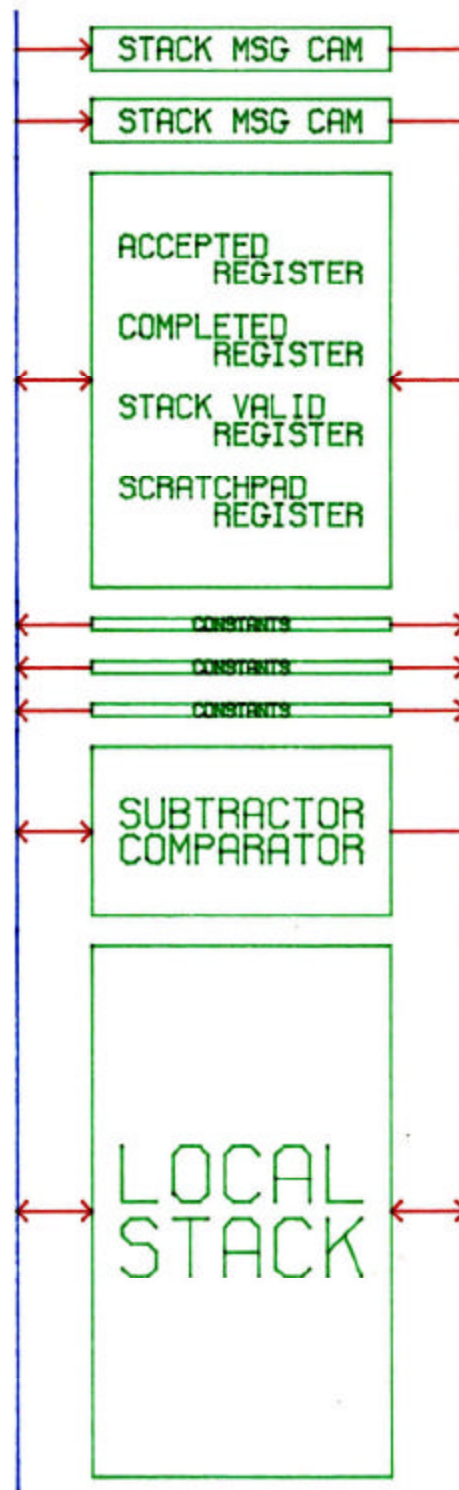 STACK MSG CAM
STACK MSG CAM
ACCEPTED
REGISTER
COMPLETED
REGISTER
STACK VALID
REGISTER
SCRATCHPAD
REGISTER
CONSTANTS
CONSTANTS
CONSTANTS
SUBTRACTOR
COMPARATOR
LOCAL
STACK